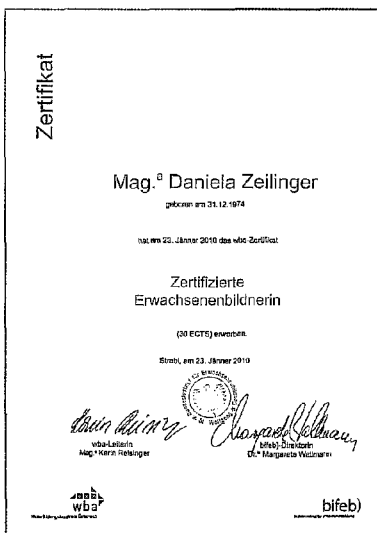 Zertifikat
Mag.ª Daniela Zeilinger
geboren am 31.12.1974
hat am 23. Jänner 2010 das wba-Zertifikat
Zertifizierte
Erwachsenenbildnerin
(30 ECTS) erworben.
Strobl, am 23. Jänner 2010
wba-Leiterin
Mag.ª Karin Reisinger
bifeb)-Direktorin
Dr.ª Margarete Wallmann
wba
bifeb)